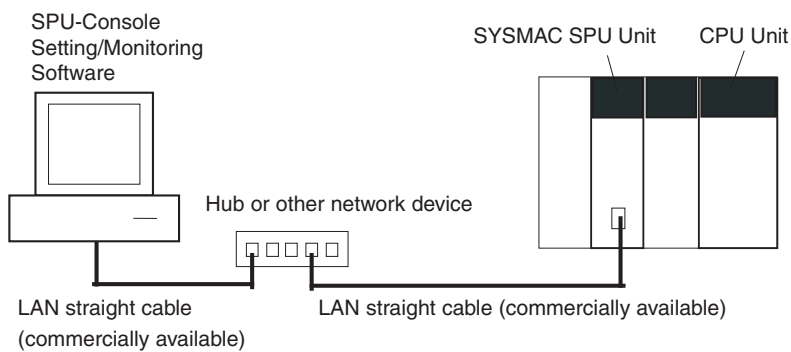 SPU-Console
Setting/Monitoring
Software
SYSMAC SPU Unit
CPU Unit
Hub or other network device
LAN straight cable
(commercially available)
LAN straight cable (commercially available)